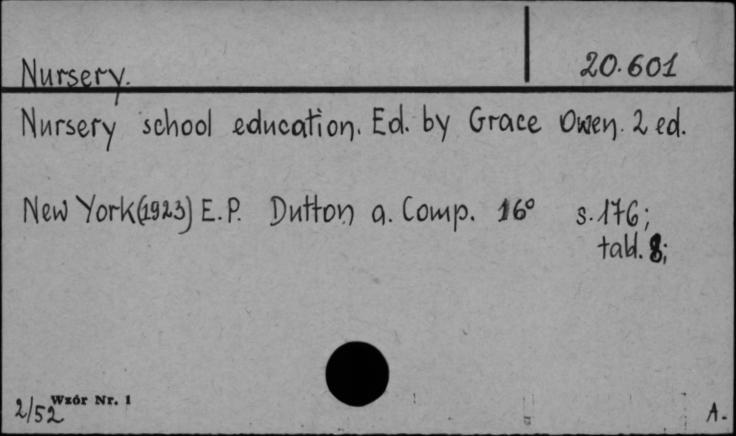 Nursery. 20.601
Nursery school education. Ed. by Grace Owen. 2 ed.
New York (1923) E.P. Dutton a. Comp. 16° s.176;
tabl. 8;
Wzór Nr. 1
2/52 A.